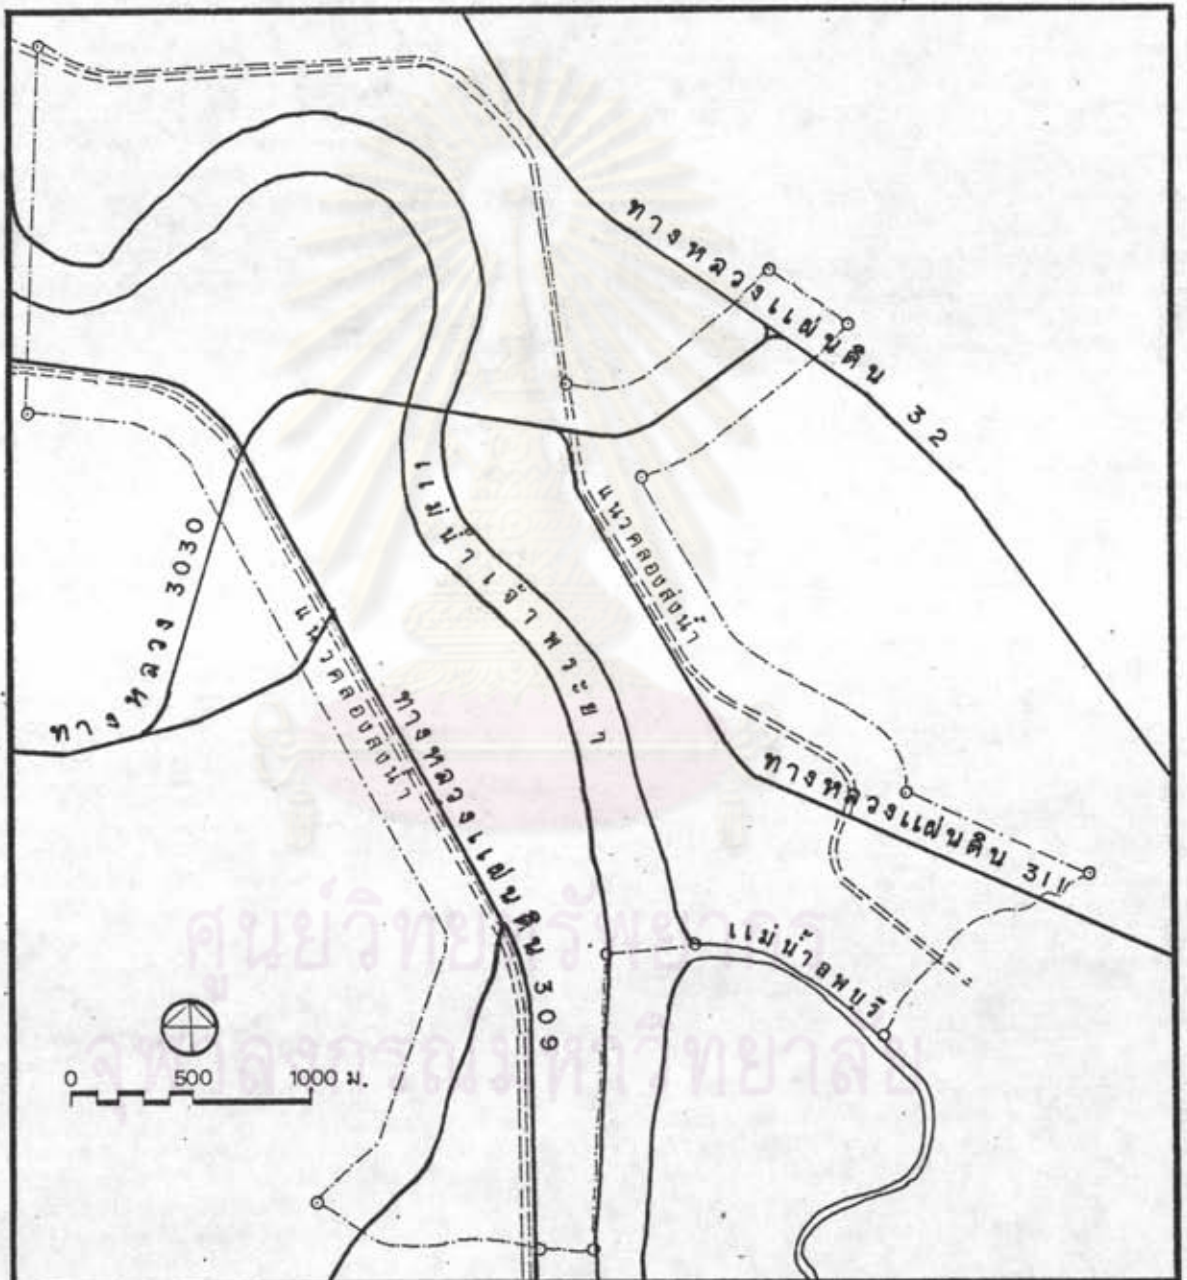 ทางหลวงแผ่นดิน 32
แม่น้ำเจ้าพระยา
แนวคลองส่งน้ำ
ทางหลวง 3030
แนวคลองส่งน้ำ
ทางหลวงแผ่นดิน 309
ทางหลวงแผ่นดิน 311
แม่น้ำลพบุรี
ศูนย์วิทยทรัพยากร
จุฬาลงกรณ์มหาวิทยาลัย
0 500 1000 ม.